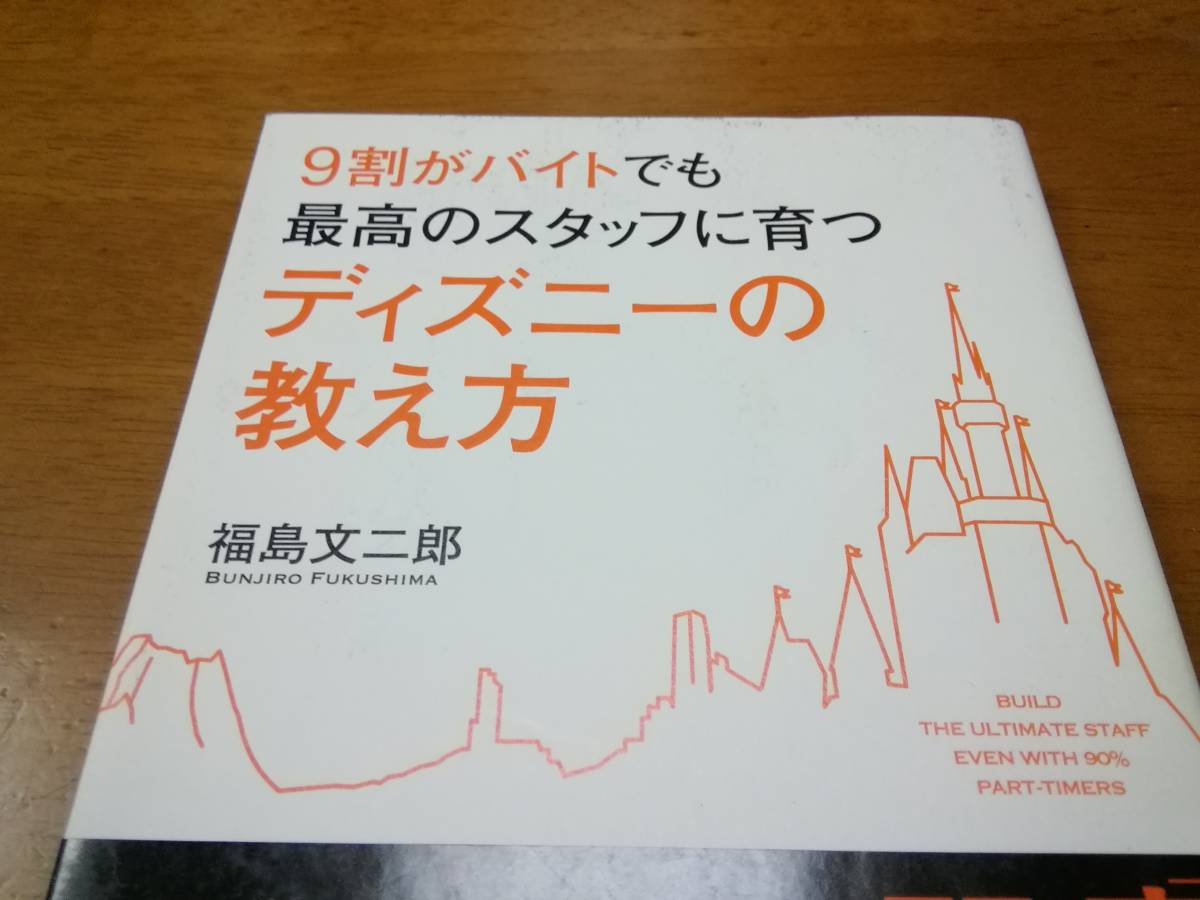 9割がバイトでも
最高のスタッフに育つ
ディズニーの
教え方
福島文二郎
BUNJIRO FUKUSHIMA
BUILD
THE ULTIMATE STAFF
EVEN WITH 90%
PART-TIMERS